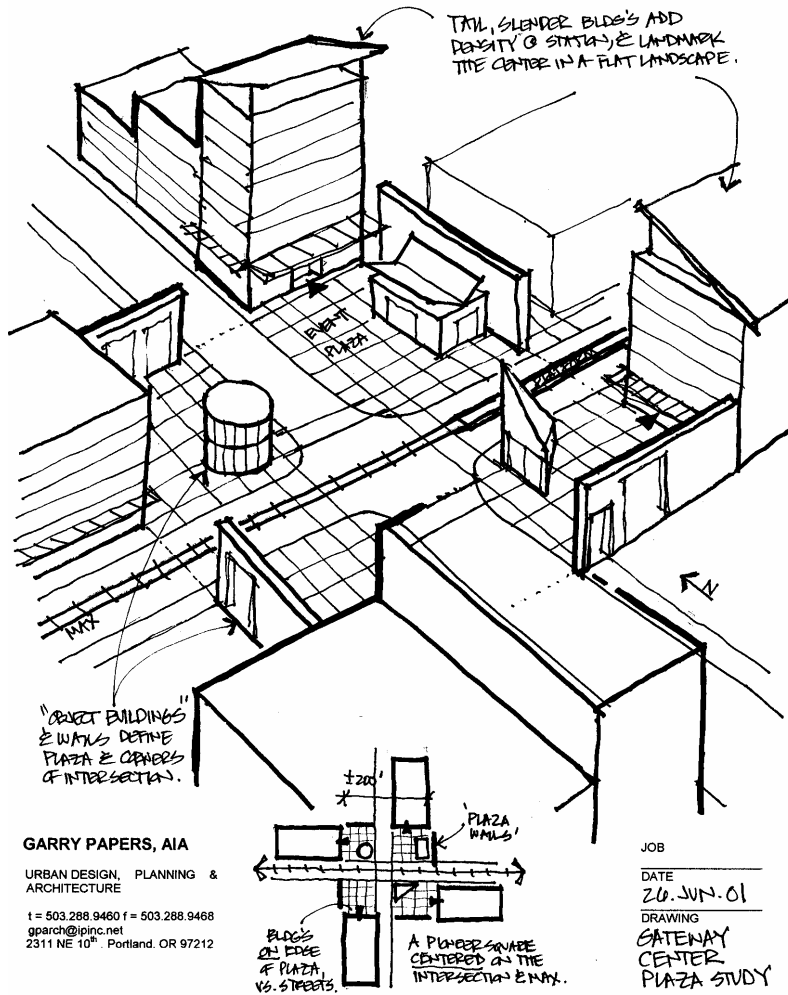 TALL, SLENDER BLDG'S ADD
DENSITY @ STATION, & LANDMARK
THE CENTER IN A FLAT LANDSCAPE.
EVENT
PLAZA
PLATFORM
N
MAX
"OBJECT BUILDINGS"
& WALLS DEFINE
PLAZA & CORNERS
OF INTERSECTION.
±200'
'PLAZA
WALLS'
BLDG'S
ON EDGE
OF PLAZA,
VS. STREETS.
A PIONEER SQUARE
CENTERED ON THE
INTERSECTION & MAX.
GARRY PAPERS, AIA
URBAN DESIGN, PLANNING &
ARCHITECTURE
t = 503.288.9460 f = 503.288.9468
gparch@ipinc.net
2311 NE 10th . Portland. OR 97212
JOB
DATE
26.JUN.01
DRAWING
GATEWAY
CENTER
PLAZA STUDY